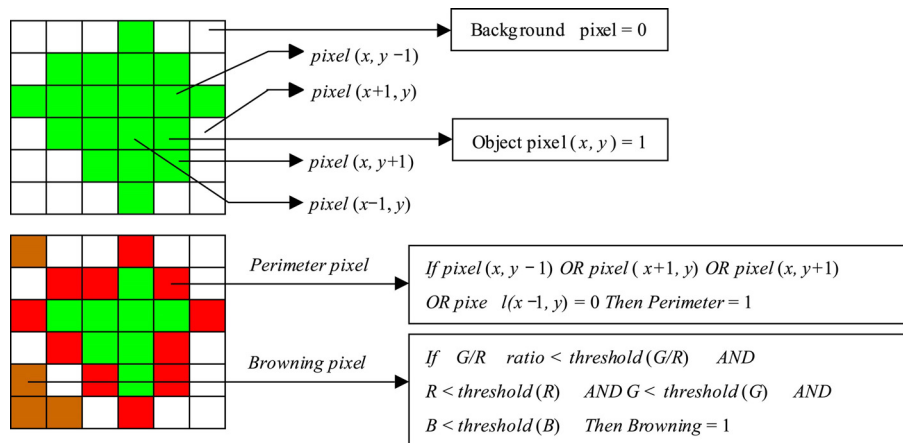 Background pixel = 0
pixel (x, y −1)
pixel (x+1, y)
Object pixel (x, y) = 1
pixel (x, y+1)
pixel (x−1, y)
Perimeter pixel
If pixel (x, y − 1) OR pixel ( x+1, y) OR pixel (x, y+1)
OR pixe l(x −1, y) = 0 Then Perimeter = 1
Browning pixel
If G/R ratio < threshold (G/R) AND
R < threshold (R) AND G < threshold (G) AND
B < threshold (B) Then Browning = 1